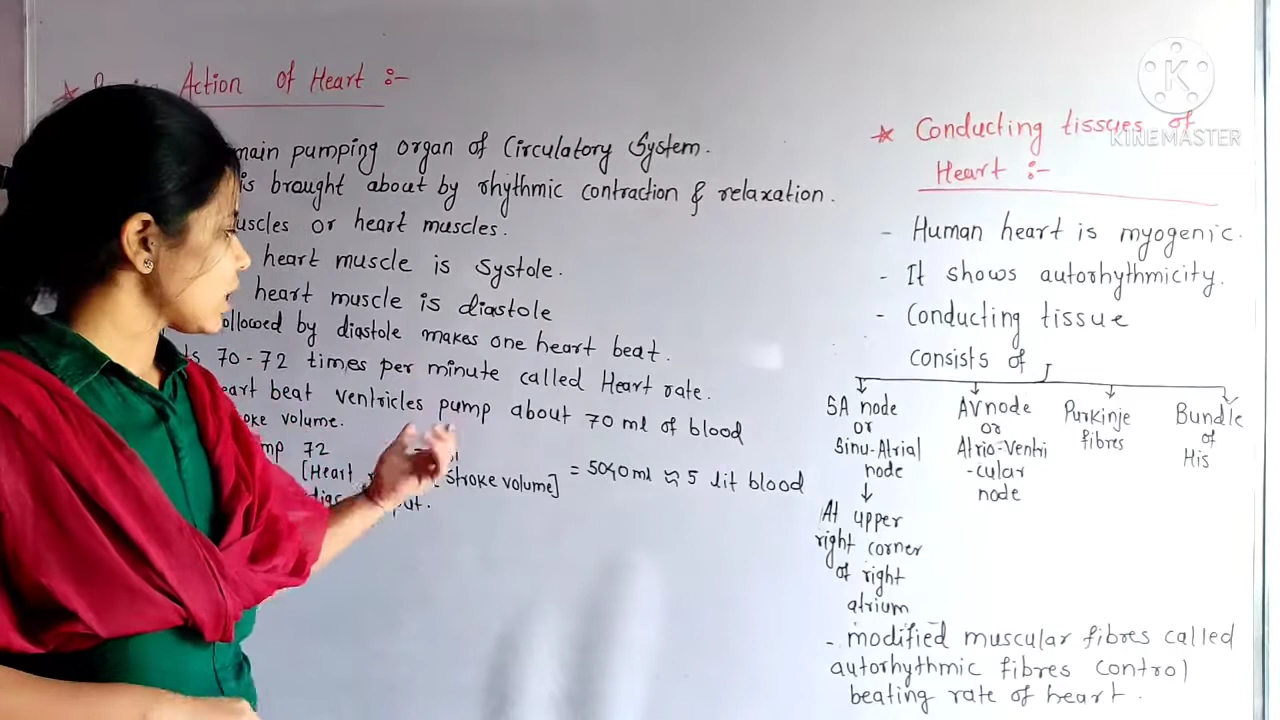 Action of Heart :-
main pumping organ of Circulatory System.
is brought about by rhythmic contraction & relaxation.
muscles or heart muscles.
heart muscle is systole.
heart muscle is diastole
followed by diastole makes one heart beat.
70-72 times per minute called Heart rate.
beat ventricles pump about 70 ml of blood
volume.
72
[Heart stroke volume] = 5040 ml ≈ 5 lit blood
K
KINEMASTER
* Conducting tissues of
Heart :-
- Human heart is myogenic.
- It shows autorhythmicity.
- Conducting tissue
consists of
SA node
or
Sinu-Atrial
node
At upper
right corner
of right
atrium
AV node
or
Atrio-Ventri
-cular
node
Purkinje
fibres
Bundle
of
His
- modified muscular fibres called
autorhythmic fibres control
beating rate of heart.